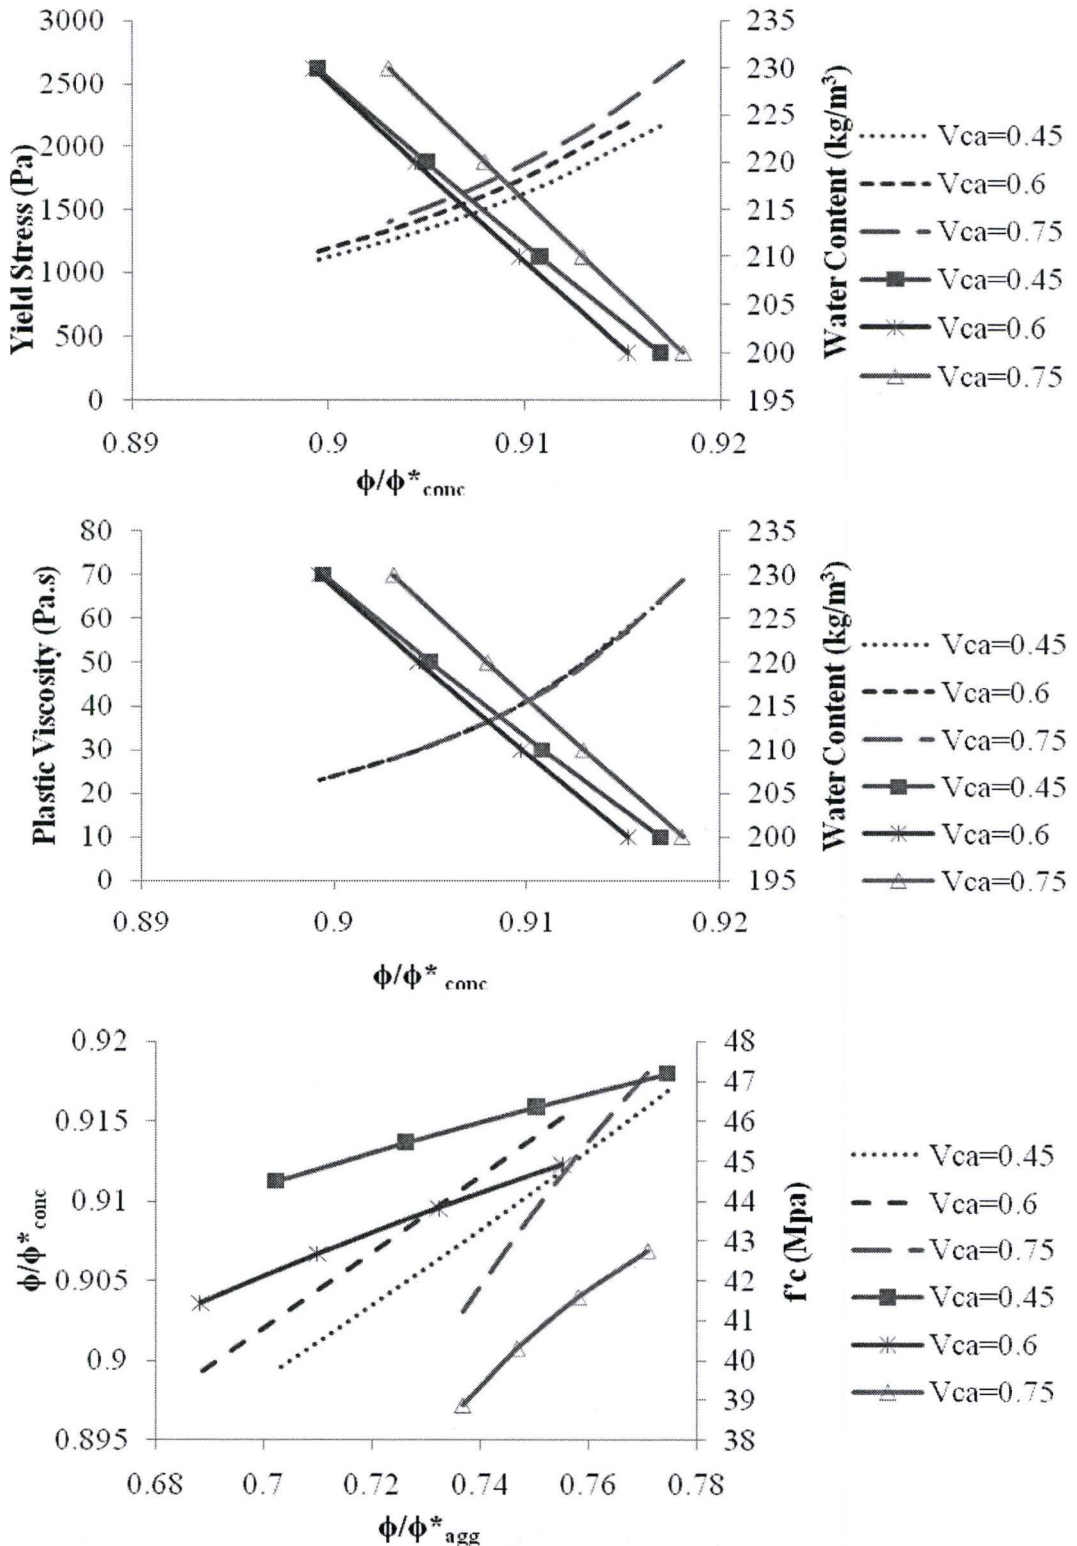 3000
2500
2000
1500
1000
500
0
Yield Stress (Pa)
235
230
225
220
215
210
205
200
195
Water Content (kg/m³)
0.89 0.9 0.91 0.92
ϕ/ϕ*conc
Vca=0.45
Vca=0.6
Vca=0.75
Vca=0.45
Vca=0.6
Vca=0.75
80
70
60
50
40
30
20
10
0
Plastic Viscosity (Pa.s)
235
230
225
220
215
210
205
200
195
Water Content (kg/m³)
0.89 0.9 0.91 0.92
ϕ/ϕ* conc
Vca=0.45
Vca=0.6
Vca=0.75
Vca=0.45
Vca=0.6
Vca=0.75
0.92
0.915
0.91
0.905
0.9
0.895
ϕ/ϕ*conc
48
47
46
45
44
43
42
41
40
39
38
f'c (Mpa)
0.68 0.7 0.72 0.74 0.76 0.78
ϕ/ϕ*agg
Vca=0.45
Vca=0.6
Vca=0.75
Vca=0.45
Vca=0.6
Vca=0.75